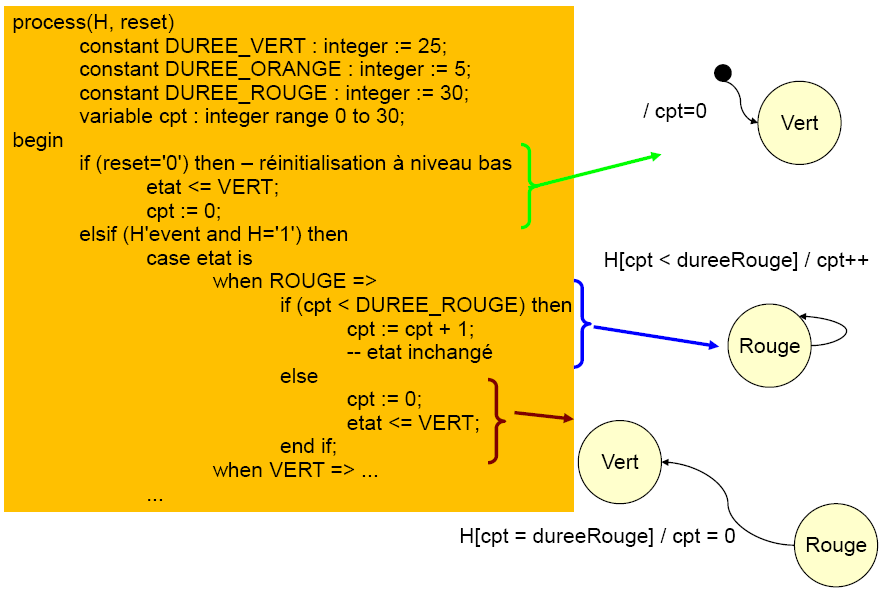 process(H, reset)
constant DUREE_VERT : integer := 25;
constant DUREE_ORANGE : integer := 5;
constant DUREE_ROUGE : integer := 30;
variable cpt : integer range 0 to 30;
begin
if (reset='0') then – réinitialisation à niveau bas
etat <= VERT;
cpt := 0;
elsif (H'event and H='1') then
case etat is
when ROUGE =>
if (cpt < DUREE_ROUGE) then
cpt := cpt + 1;
-- etat inchangé
else
cpt := 0;
etat <= VERT;
end if;
when VERT => ...
...
/ cpt=0
Vert
H[cpt < dureeRouge] / cpt++
Rouge
Vert
H[cpt = dureeRouge] / cpt = 0
Rouge